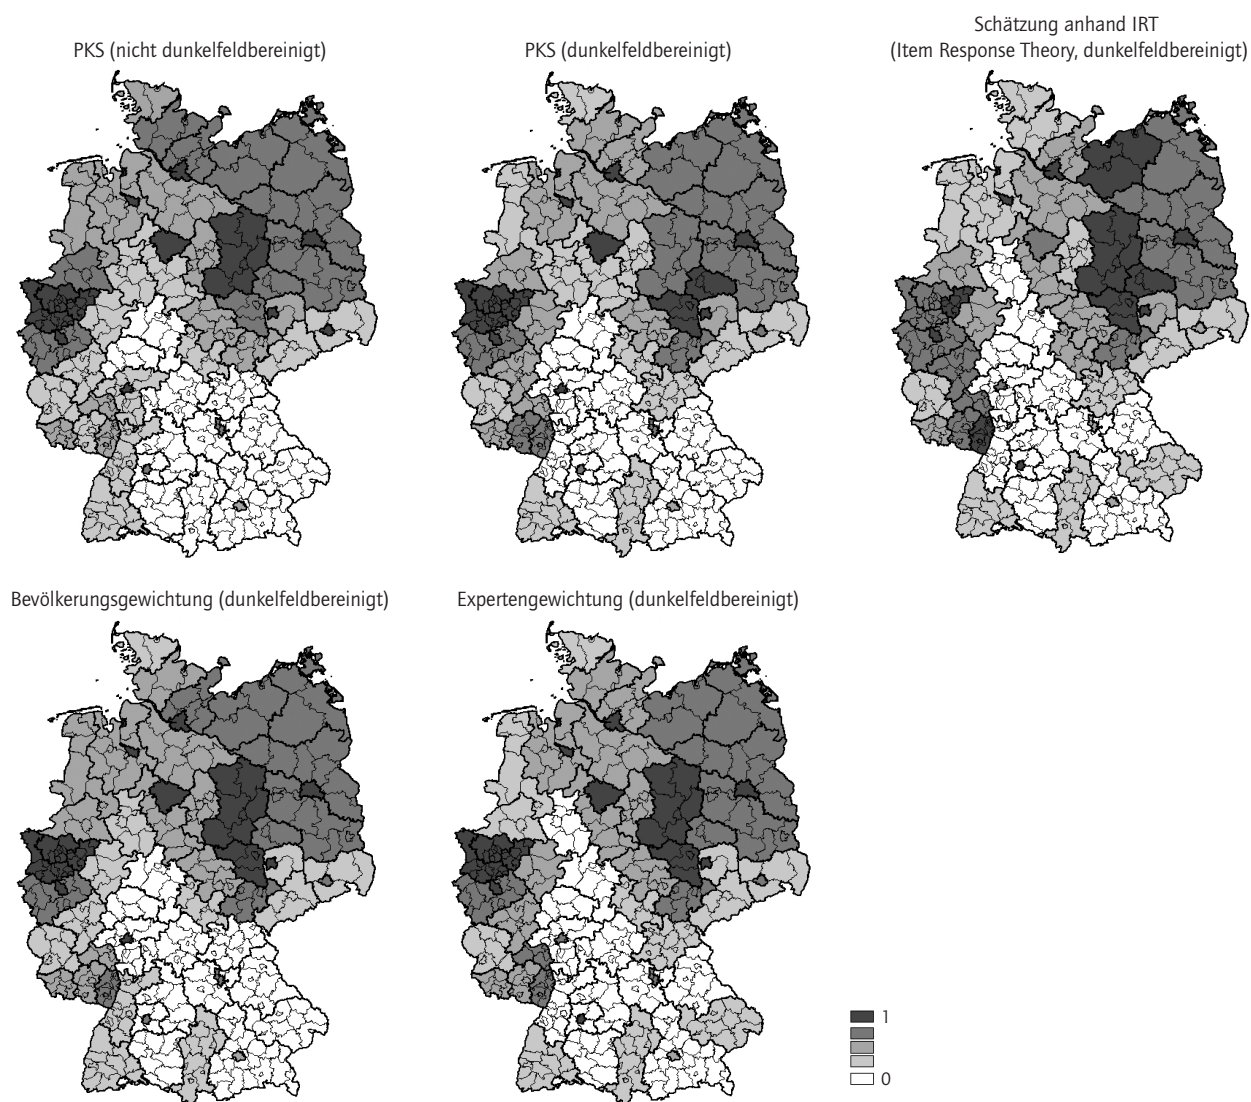 PKS (nicht dunkelfeldbereinigt)
PKS (dunkelfeldbereinigt)
Schätzung anhand IRT
(Item Response Theory, dunkelfeldbereinigt)
Bevölkerungsgewichtung (dunkelfeldbereinigt)
Expertengewichtung (dunkelfeldbereinigt)
1
0